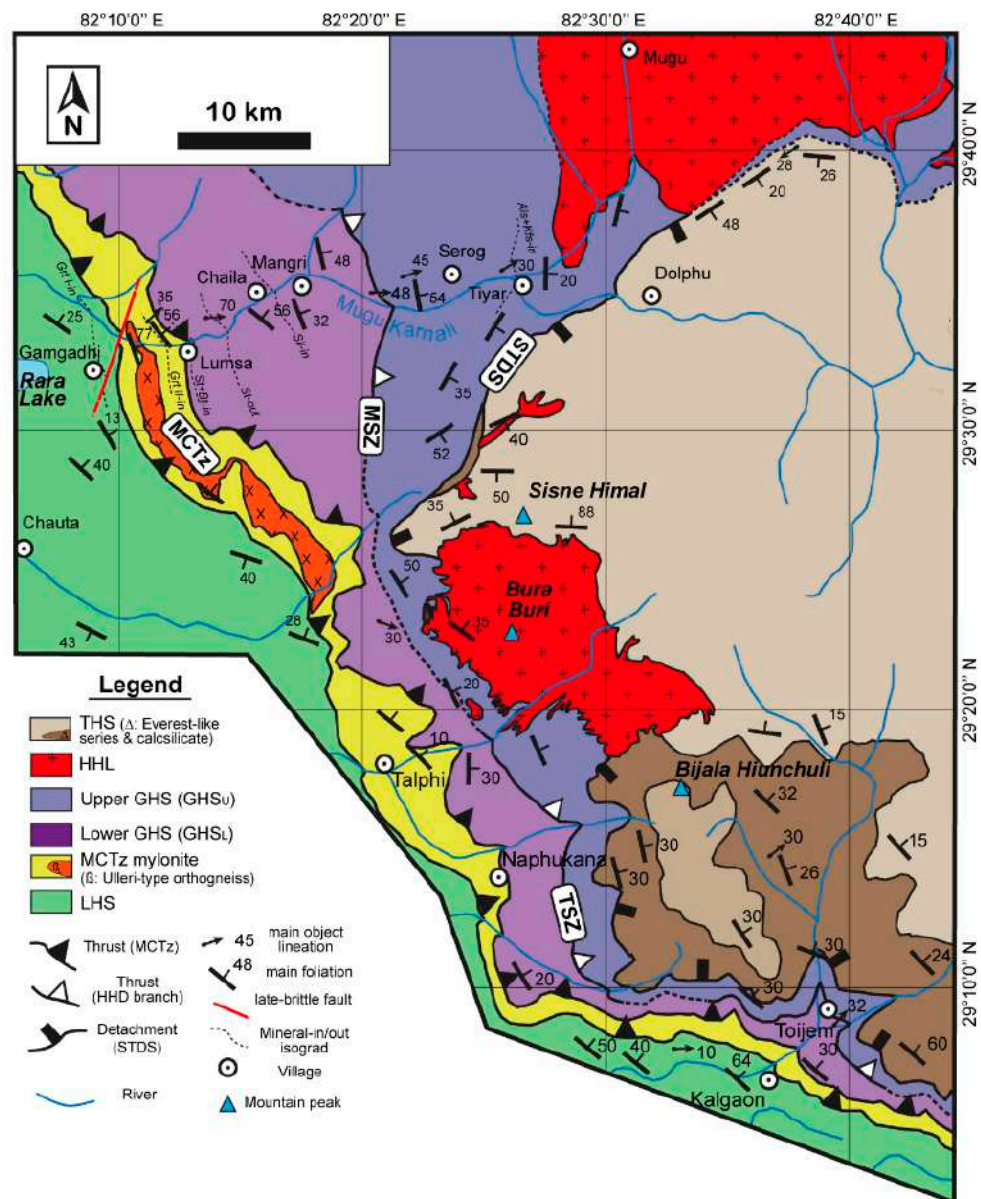 82°10'0'' E
82°20'0'' E
82°30'0'' E
82°40'0'' E
N
10 km
Mugu
29°40'0'' N
28
26
20
48
Als+Kfs-in
Serog
45
30
20
Dolphu
48
Mangri
Chaila
48
54
Tiyar
Mugu Karnali
Grt I-in
35
56
70
56
32
Sil-in
25
77
Gamgadhi
Lumsa
Grt II-in
St+Bt-in
St-out
STDS
35
Rara
Lake
MSZ
29°30'0'' N
13
MCTz
40
52
40
50
Sisne Himal
35
88
Chauta
40
50
Bura
Buri
28
30
35
43
20
29°20'0'' N
Legend
THS (Δ: Everest-like
series & calcsilicate)
HHL
Upper GHS (GHSU)
Lower GHS (GHSL)
MCTz mylonite
(ß: Ulleri-type orthogneiss)
LHS
Thrust (MCTz)
Thrust
(HHD branch)
Detachment
(STDS)
River
45 main object
lineation
48 main foliation
late-brittle fault
Mineral-in/out
isograd
Village
Mountain peak
10
Talphi
30
15
Bijala Hiunchuli
32
30
15
Naphukana
30
30
26
TSZ
30
30
24
29°10'0'' N
20
30
32
Toijem
50
40
10
64
30
60
Kalgaon